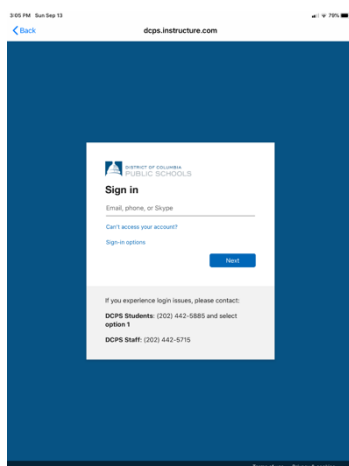 3:05 PM Sun Sep 13
79%
Back
dcps.instructure.com
DISTRICT OF COLUMBIA
PUBLIC SCHOOLS
Sign in
Email, phone, or Skype
Can't access your account?
Sign-in options
Next
If you experience login issues, please contact:
DCPS Students: (202) 442-5885 and select
option 1
DCPS Staff: (202) 442-5715